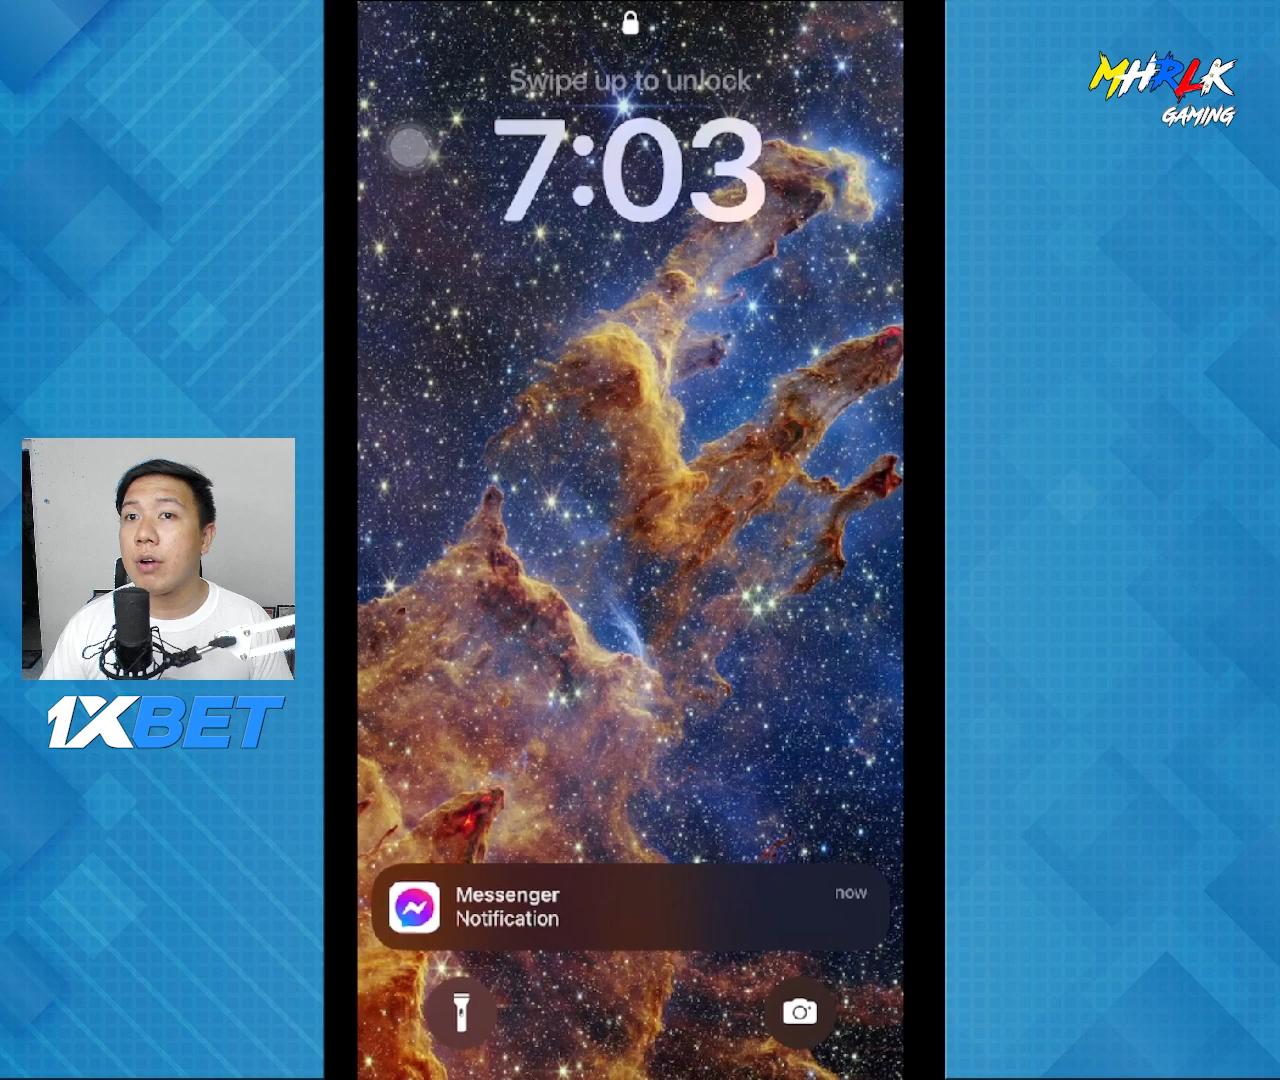 MHRLK
GAMING
Swipe up to unlock
7:03
1XBET
Messenger
now
Notification